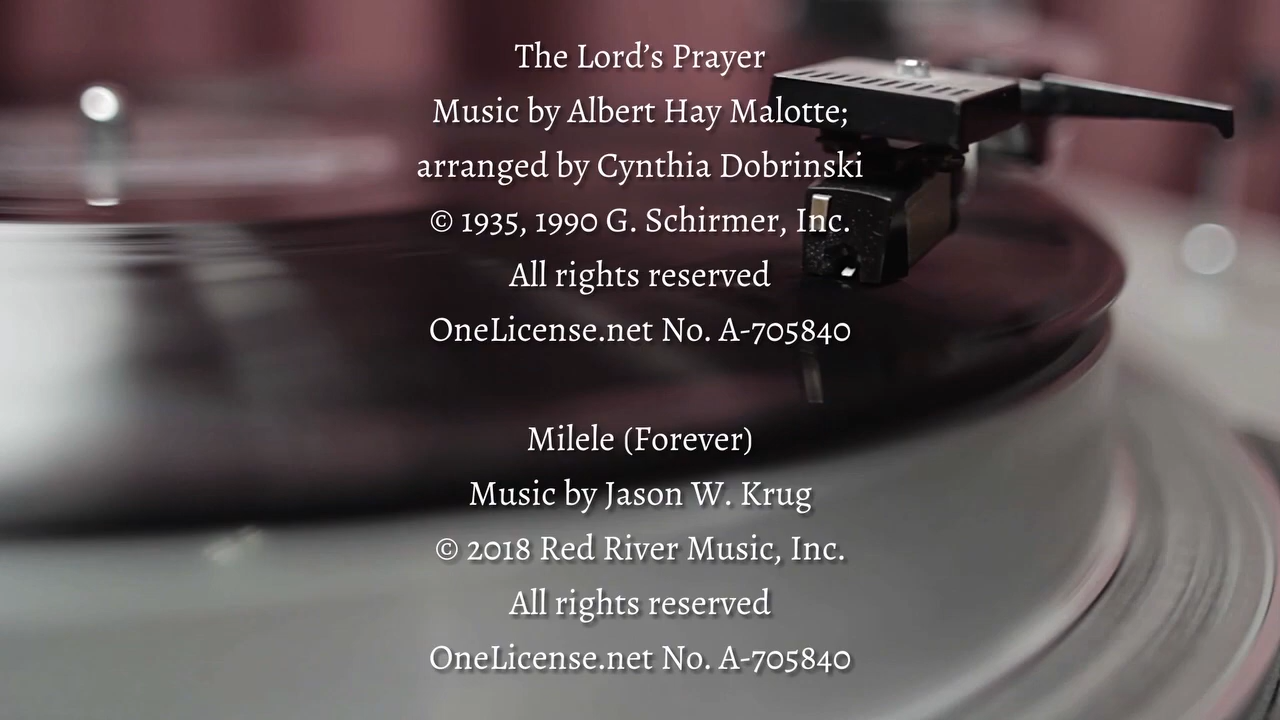 The Lord’s Prayer
Music by Albert Hay Malotte;
arranged by Cynthia Dobrinski
© 1935, 1990 G. Schirmer, Inc.
All rights reserved
OneLicense.net No. A-705840
Milele (Forever)
Music by Jason W. Krug
© 2018 Red River Music, Inc.
All rights reserved
OneLicense.net No. A-705840